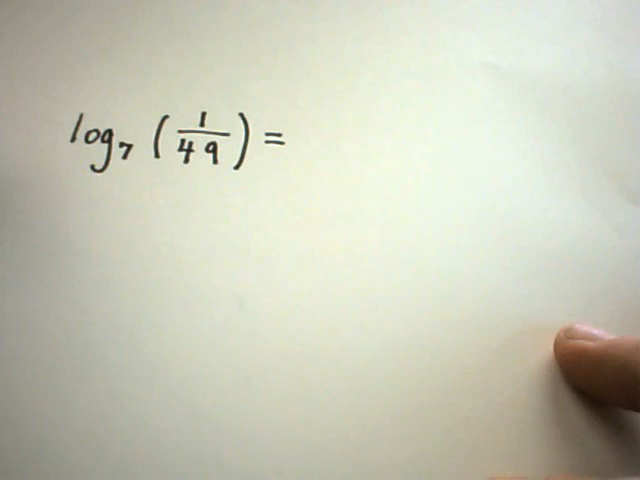 log₇ (1/49) =